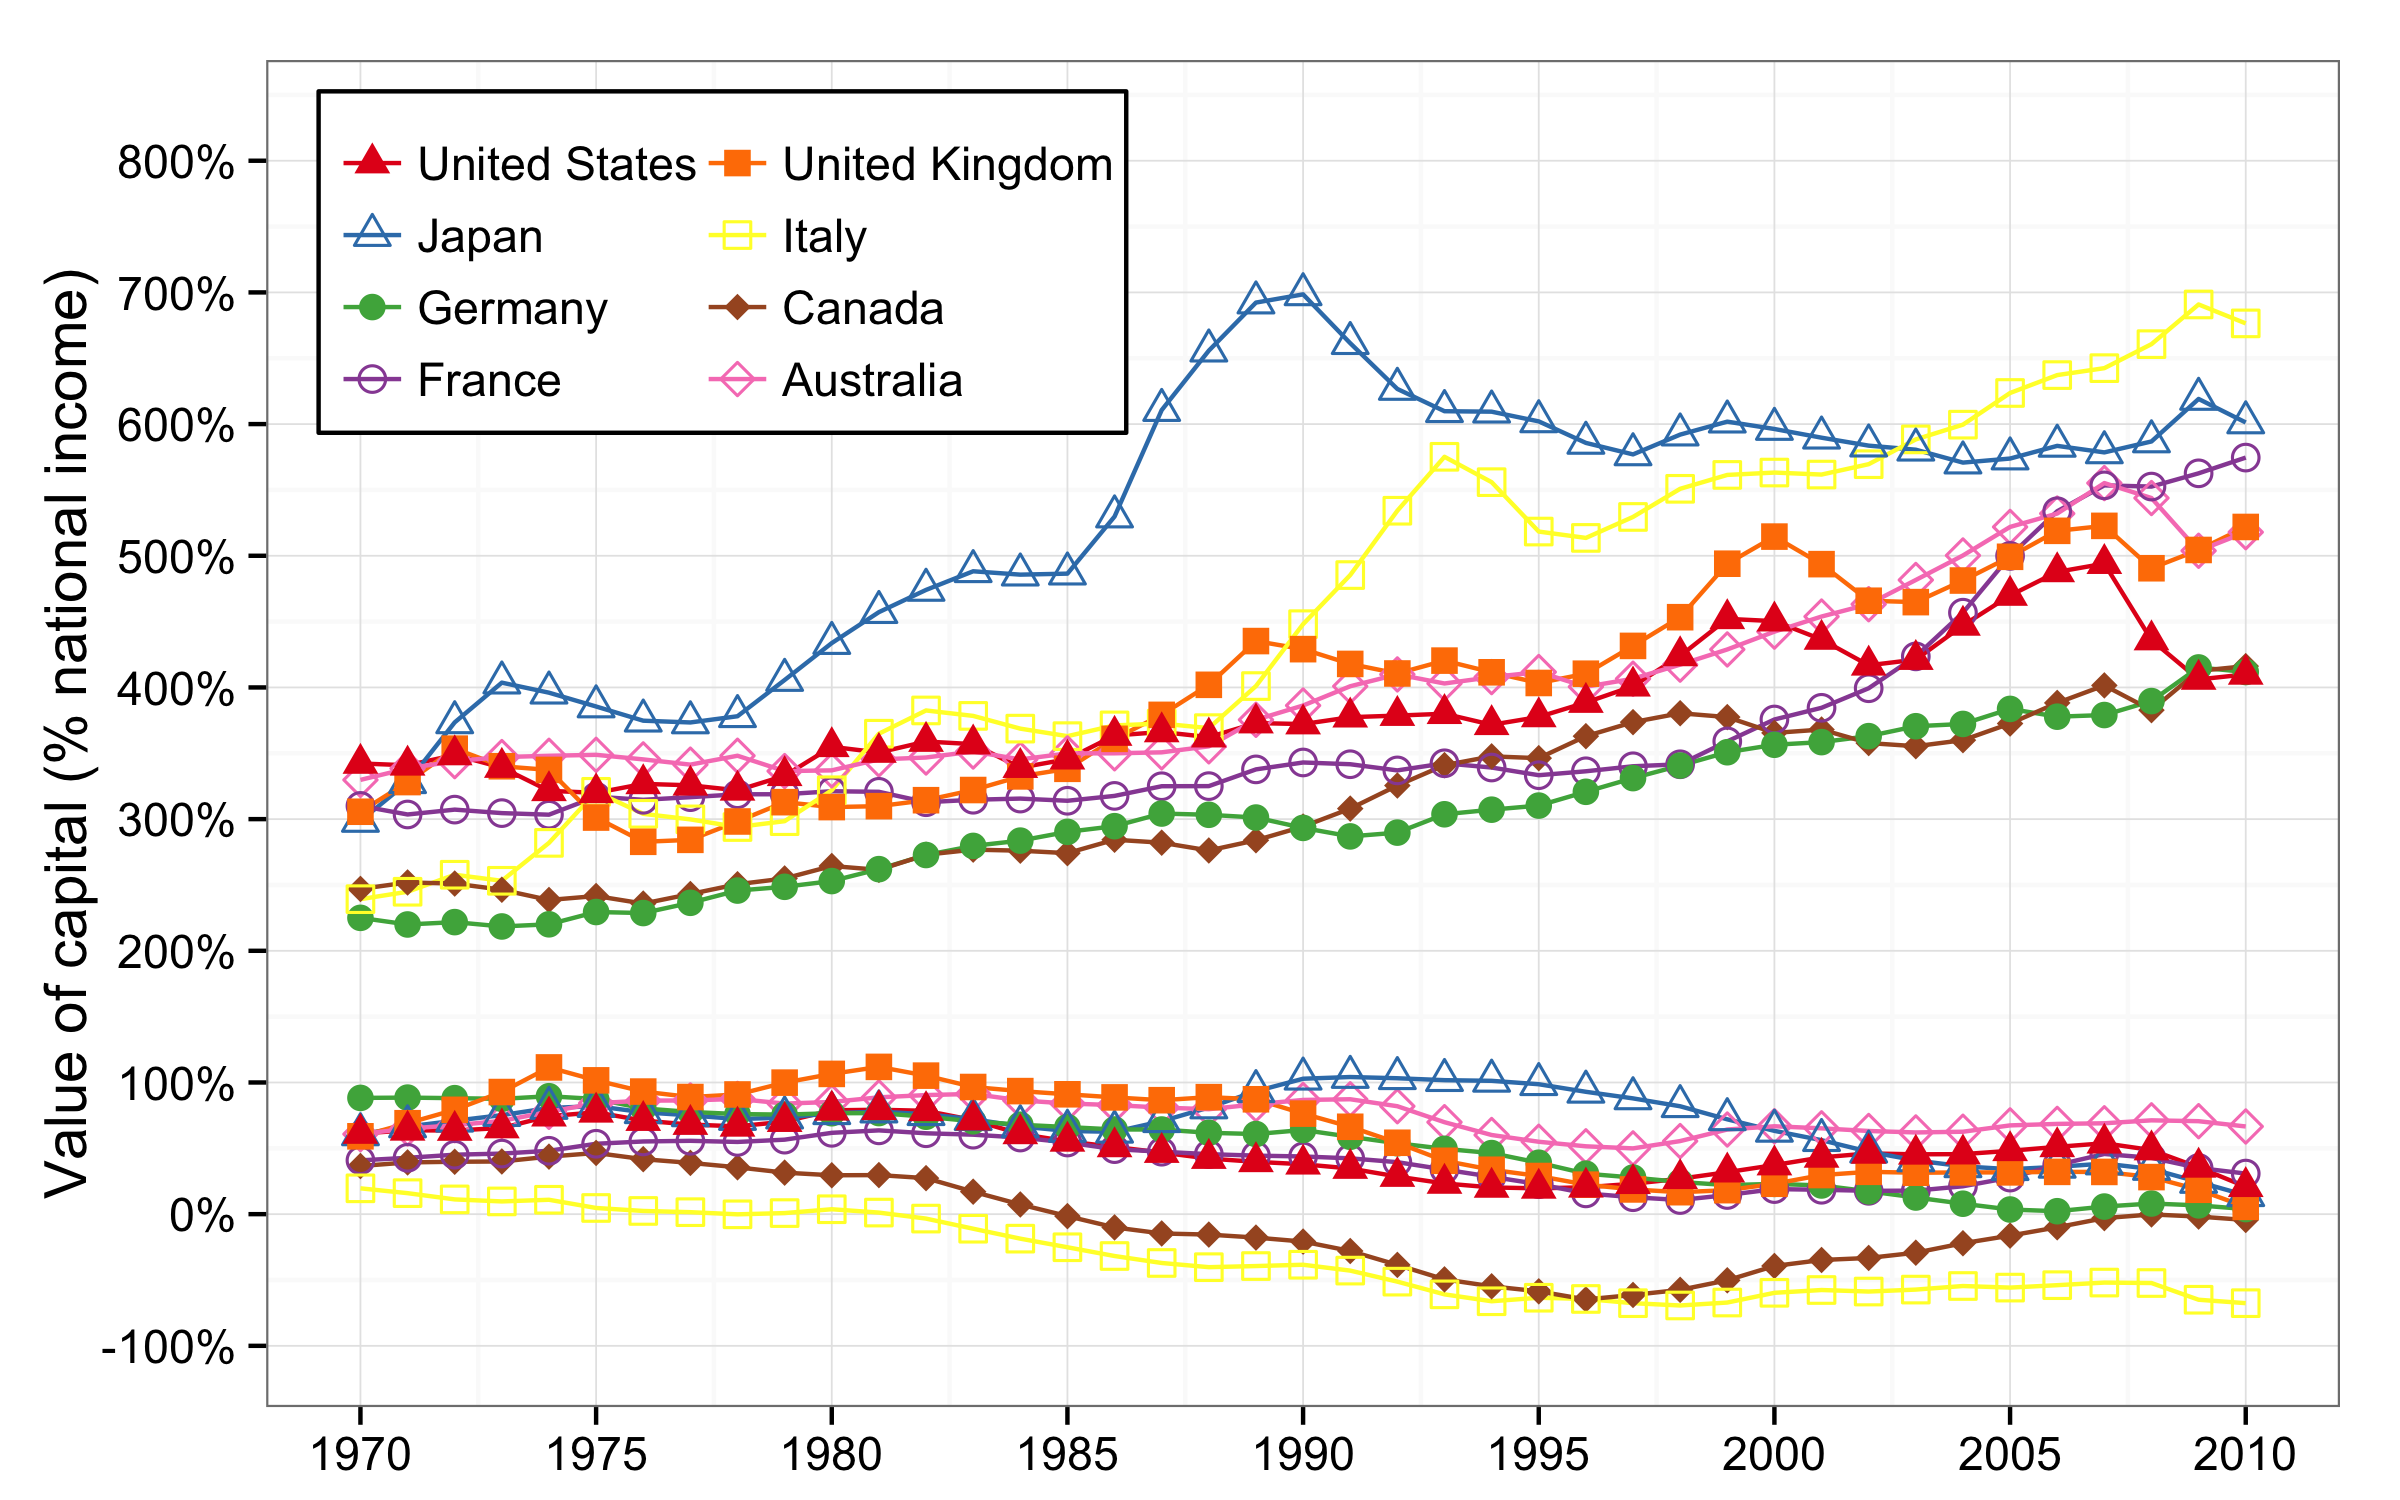 Value of capital (% national income)
800%
700%
600%
500%
400%
300%
200%
100%
0%
-100%
United States
United Kingdom
Japan
Italy
Germany
Canada
France
Australia
1970 1975 1980 1985 1990 1995 2000 2005 2010